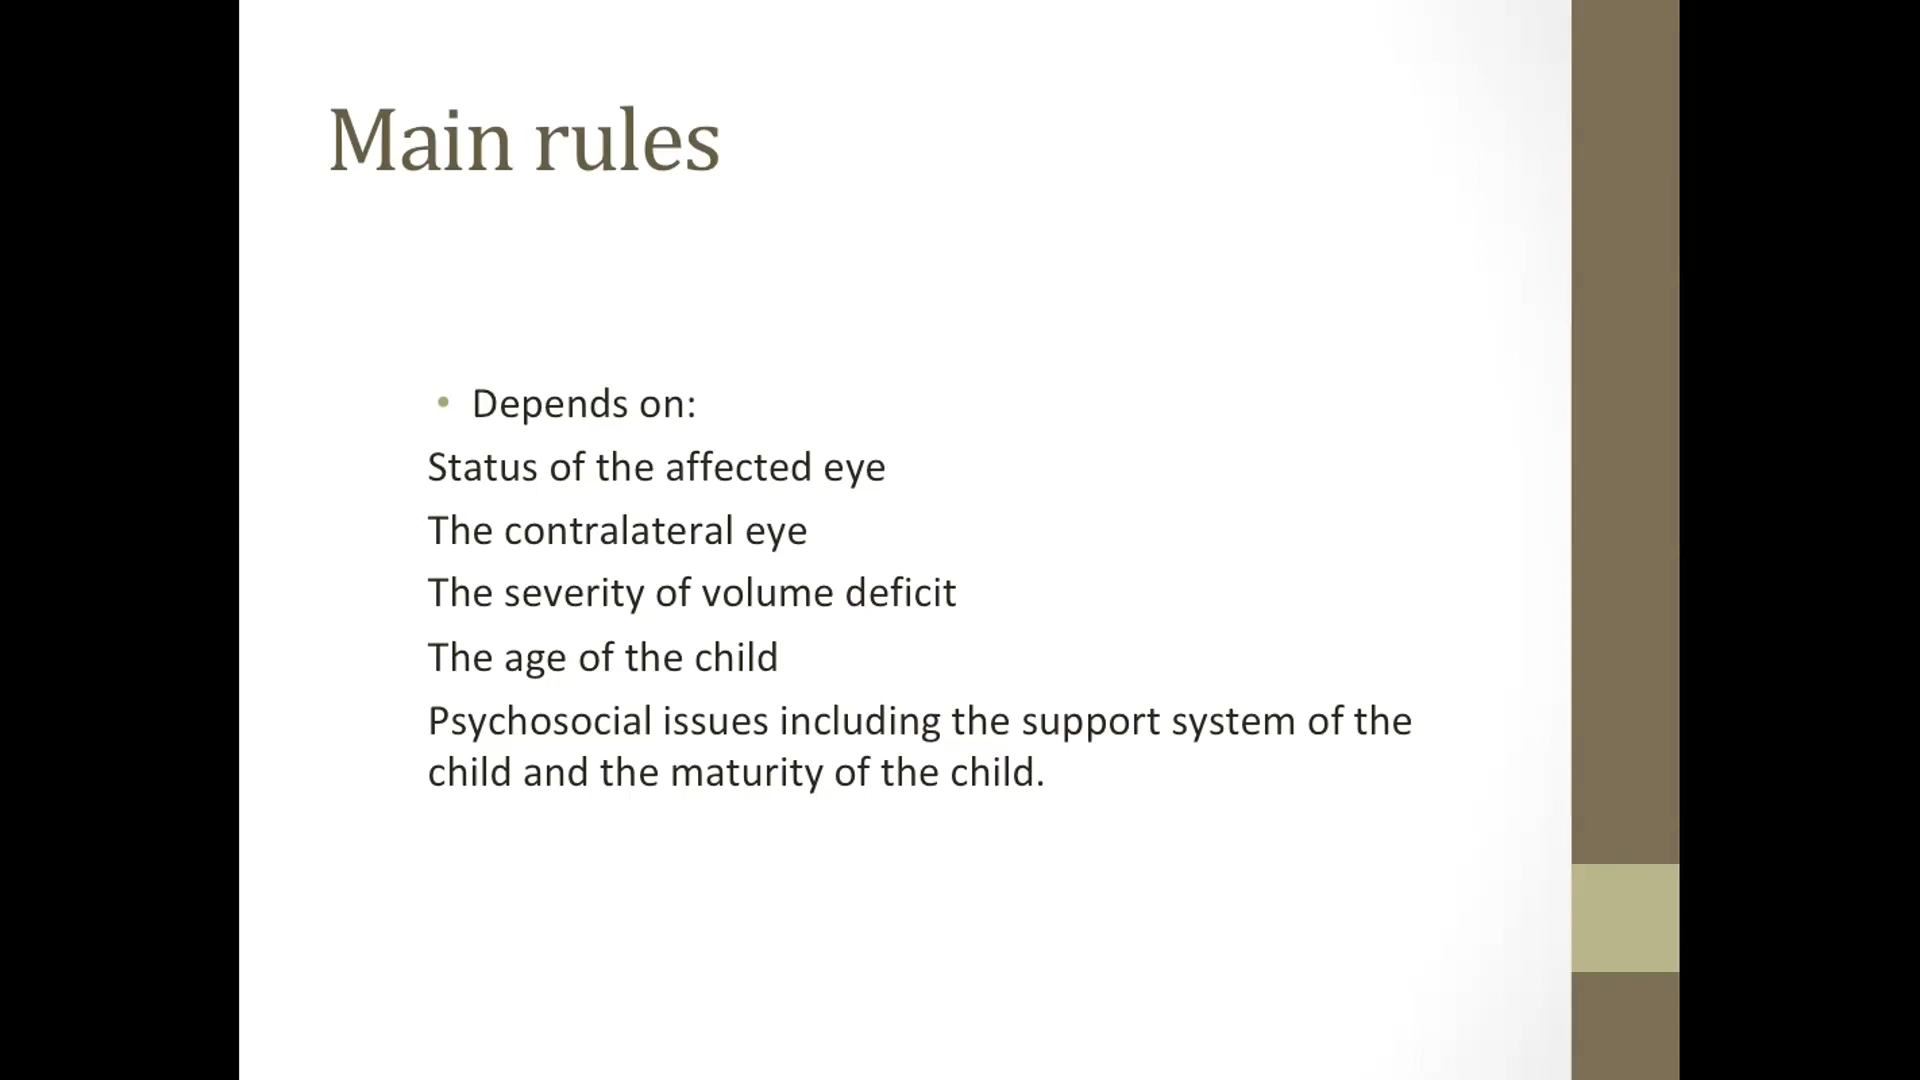 Main rules
• Depends on:
Status of the affected eye
The contralateral eye
The severity of volume deficit
The age of the child
Psychosocial issues including the support system of the
child and the maturity of the child.